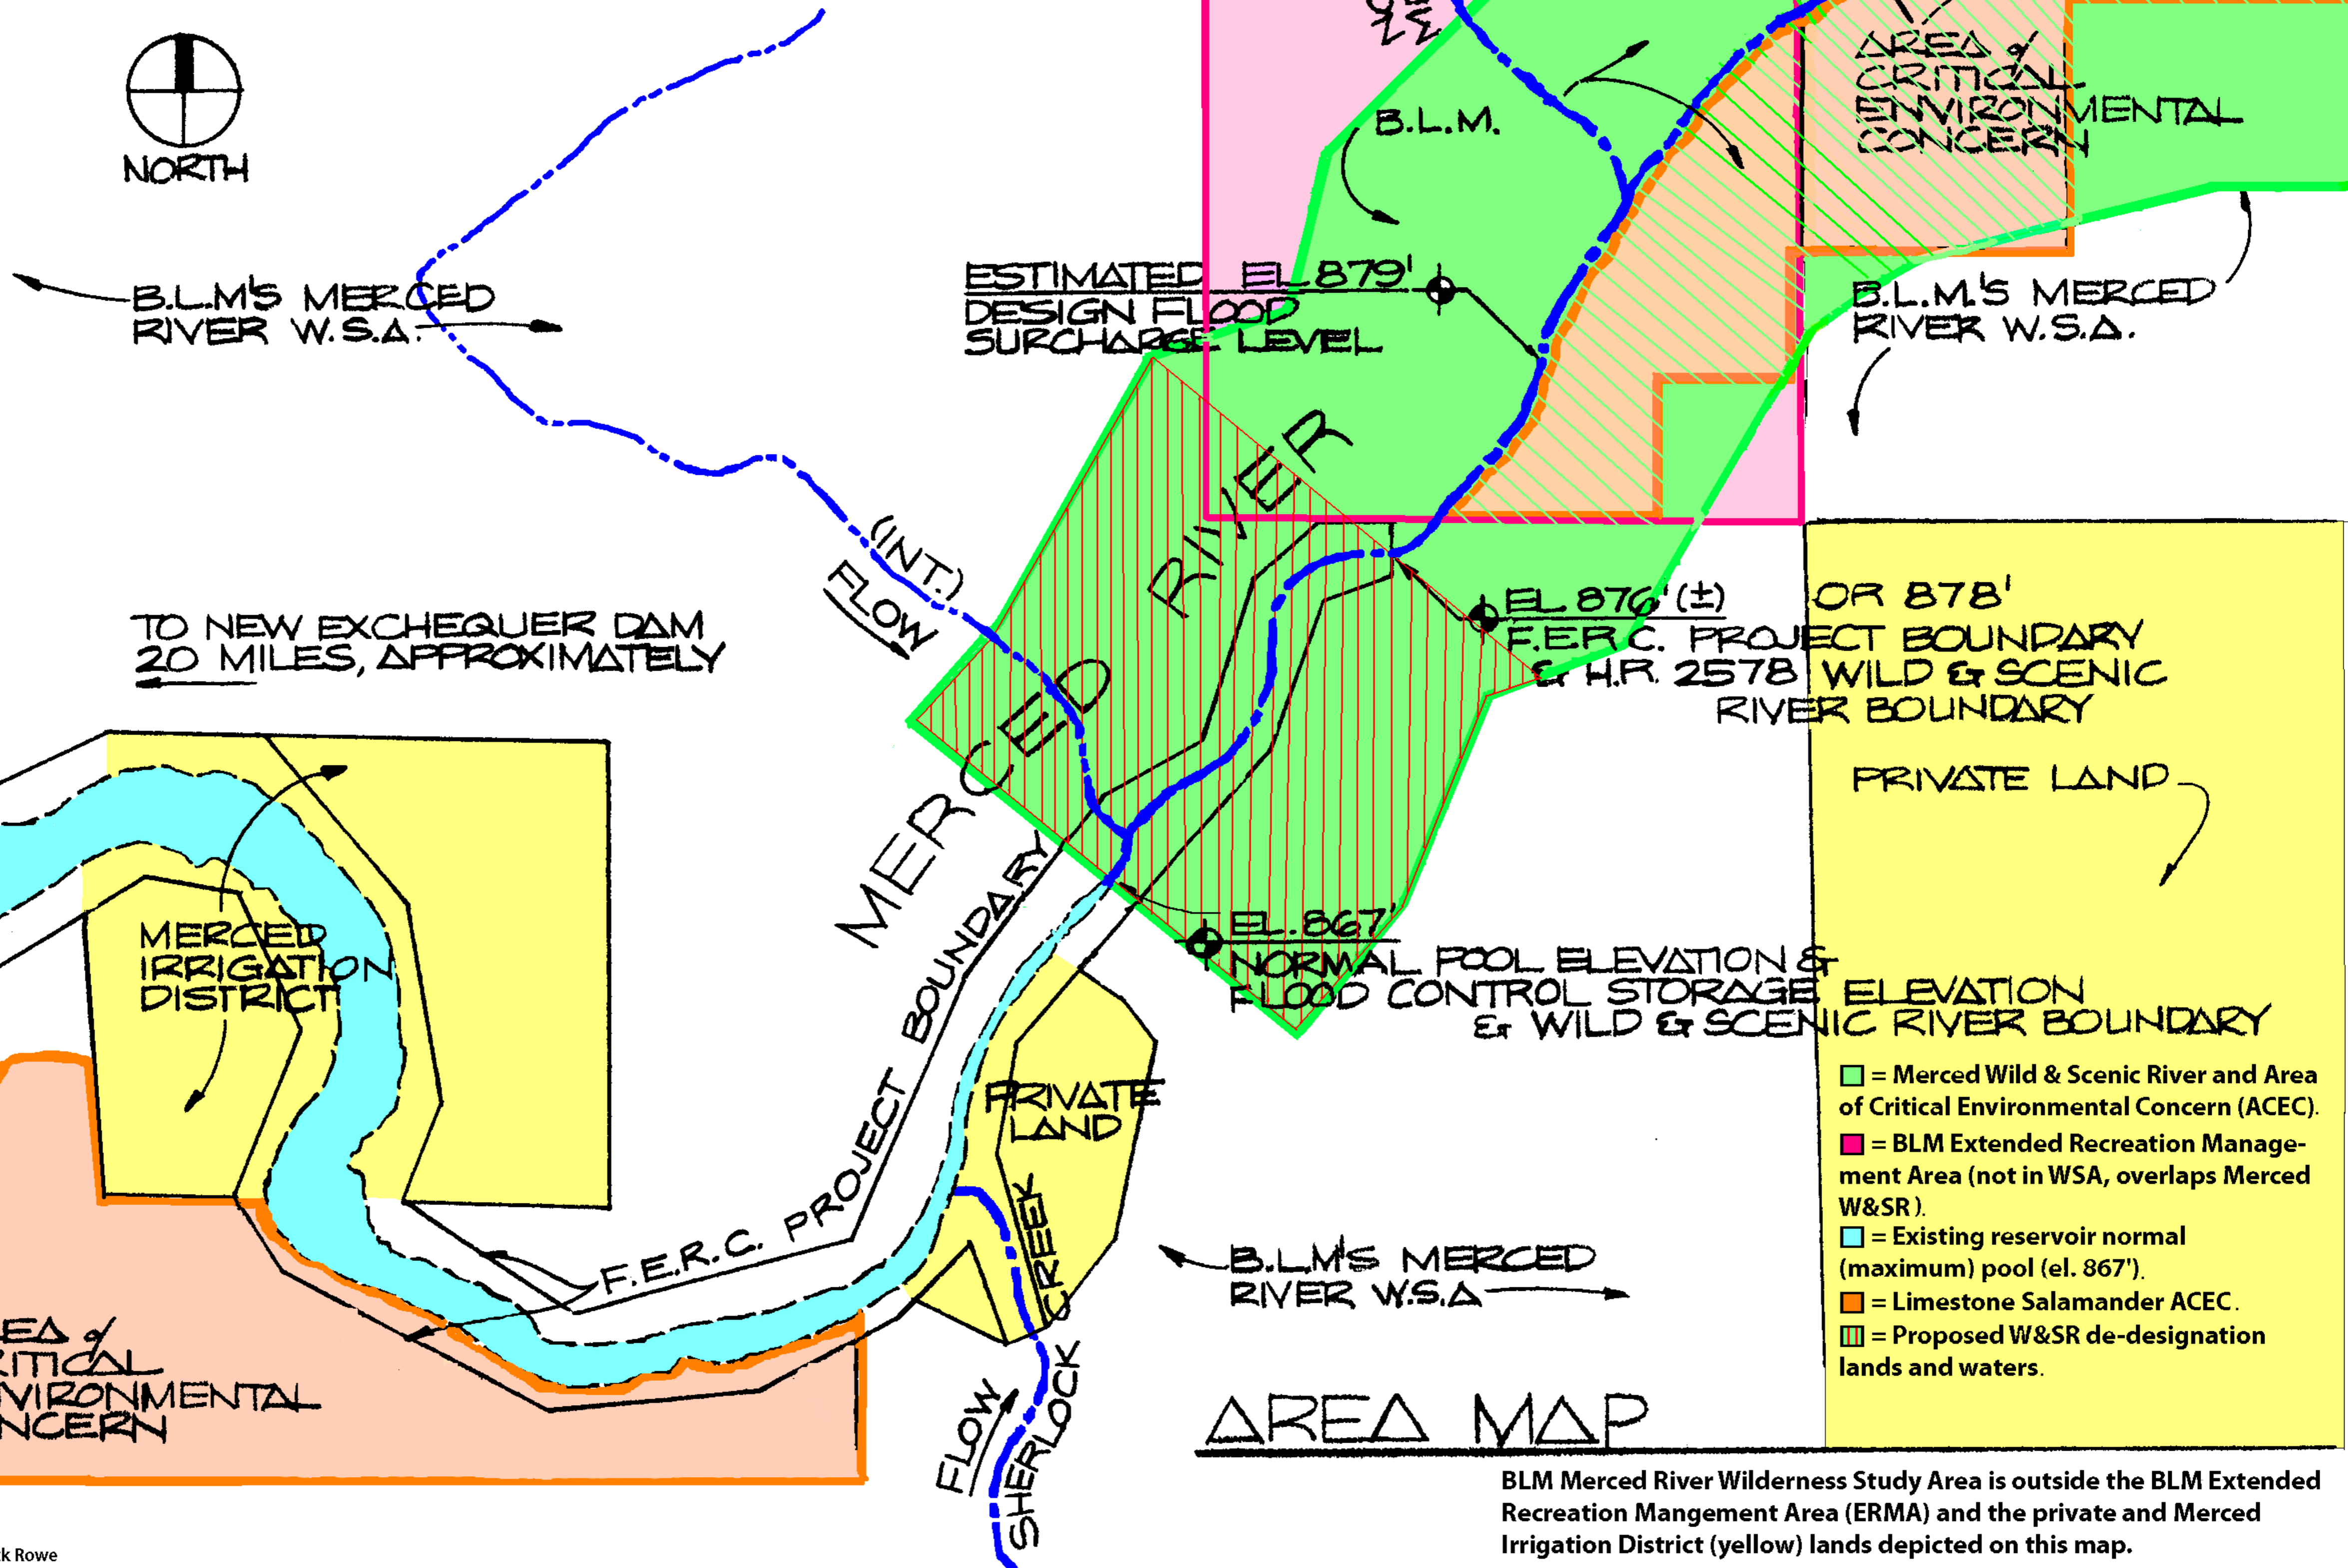 NORTH
B.L.M.
AREA of
CRITICAL
ENVIRONMENTAL
CONCERN
B.L.M'S MERCED
RIVER W.S.A.
ESTIMATED EL 879'
DESIGN FLOOD
SURCHARGE LEVEL
B.L.M.'S MERCED
RIVER W.S.A.
(INT.)
FLOW
MERCED RIVER
TO NEW EXCHEQUER DAM
20 MILES, APPROXIMATELY
EL 876' (±) OR 878'
F.E.R.C. PROJECT BOUNDARY
& H.R. 2578 WILD & SCENIC
RIVER BOUNDARY
PRIVATE LAND
MERCED
IRRIGATION
DISTRICT
EL. 867'
NORMAL POOL ELEVATION &
FLOOD CONTROL STORAGE ELEVATION
& WILD & SCENIC RIVER BOUNDARY
F.E.R.C. PROJECT BOUNDARY
PRIVATE
LAND
= Merced Wild & Scenic River and Area
of Critical Environmental Concern (ACEC).
= BLM Extended Recreation Manage-
ment Area (not in WSA, overlaps Merced
W&SR).
= Existing reservoir normal
(maximum) pool (el. 867').
= Limestone Salamander ACEC.
= Proposed W&SR de-designation
lands and waters.
B.L.M'S MERCED
RIVER W.S.A
SHERLOCK CREEK
FLOW
EA of
RITICAL
VIRONMENTAL
NCERN
AREA MAP
BLM Merced River Wilderness Study Area is outside the BLM Extended
Recreation Mangement Area (ERMA) and the private and Merced
Irrigation District (yellow) lands depicted on this map.
k Rowe